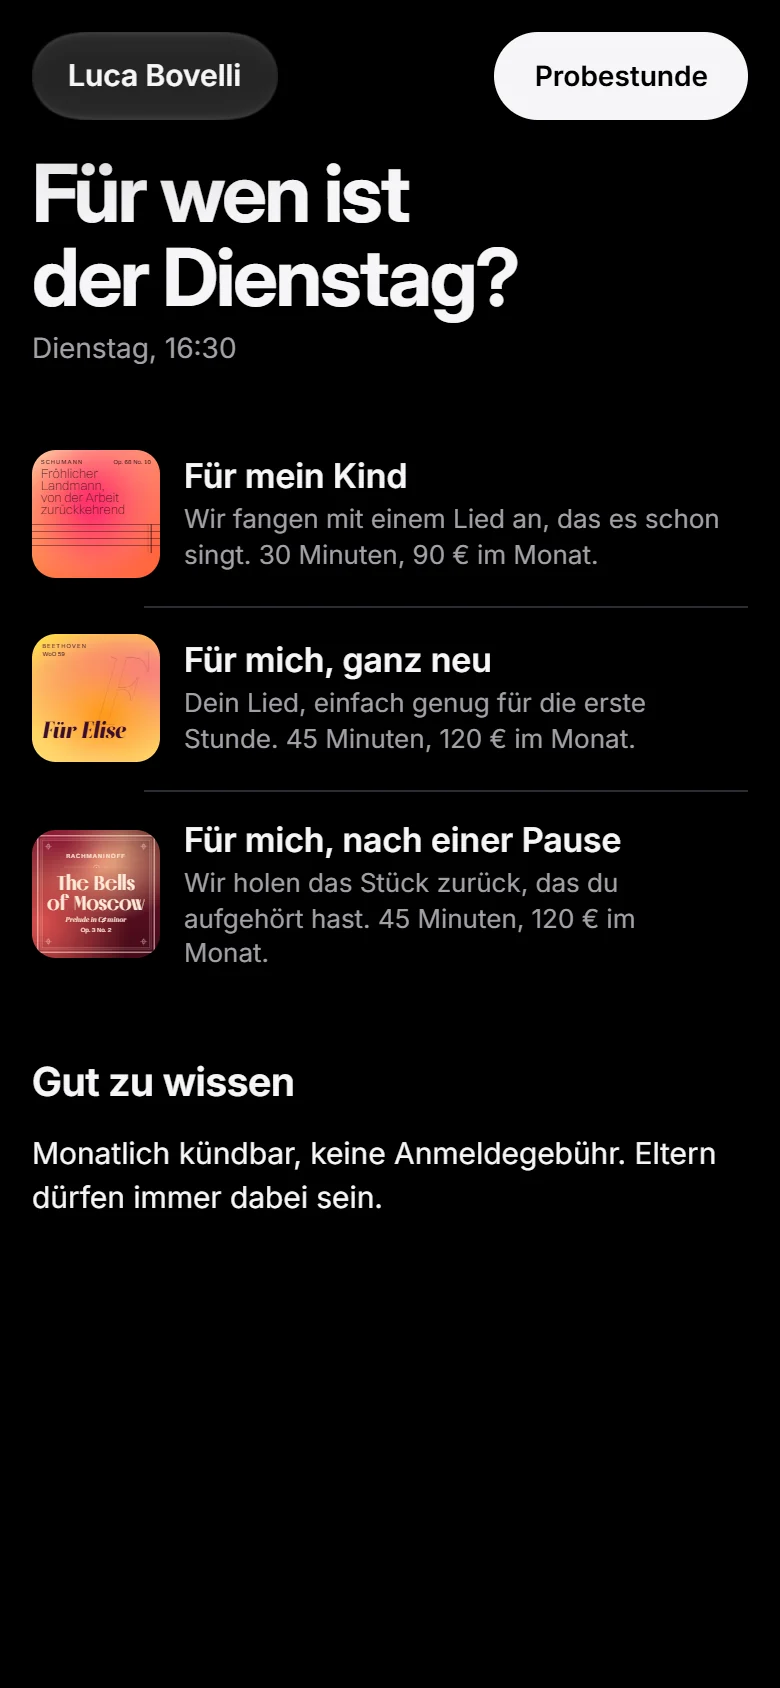 Luca Bovelli
Probestunde
Für wen ist
der Dienstag?
Dienstag, 16:30
SCHUMANN
Op. 68 No. 10
Fröhlicher
Landmann,
von der Arbeit
zurückkehrend
Für mein Kind
Wir fangen mit einem Lied an, das es schon
singt. 30 Minuten, 90 € im Monat.
BEETHOVEN
WoO 59
F
Für Elise
Für mich, ganz neu
Dein Lied, einfach genug für die erste
Stunde. 45 Minuten, 120 € im Monat.
RACHMANINOFF
The Bells
of Moscow
Prelude in C♯ minor
Op. 3 No. 2
Für mich, nach einer Pause
Wir holen das Stück zurück, das du
aufgehört hast. 45 Minuten, 120 € im
Monat.
Gut zu wissen
Monatlich kündbar, keine Anmeldegebühr. Eltern
dürfen immer dabei sein.